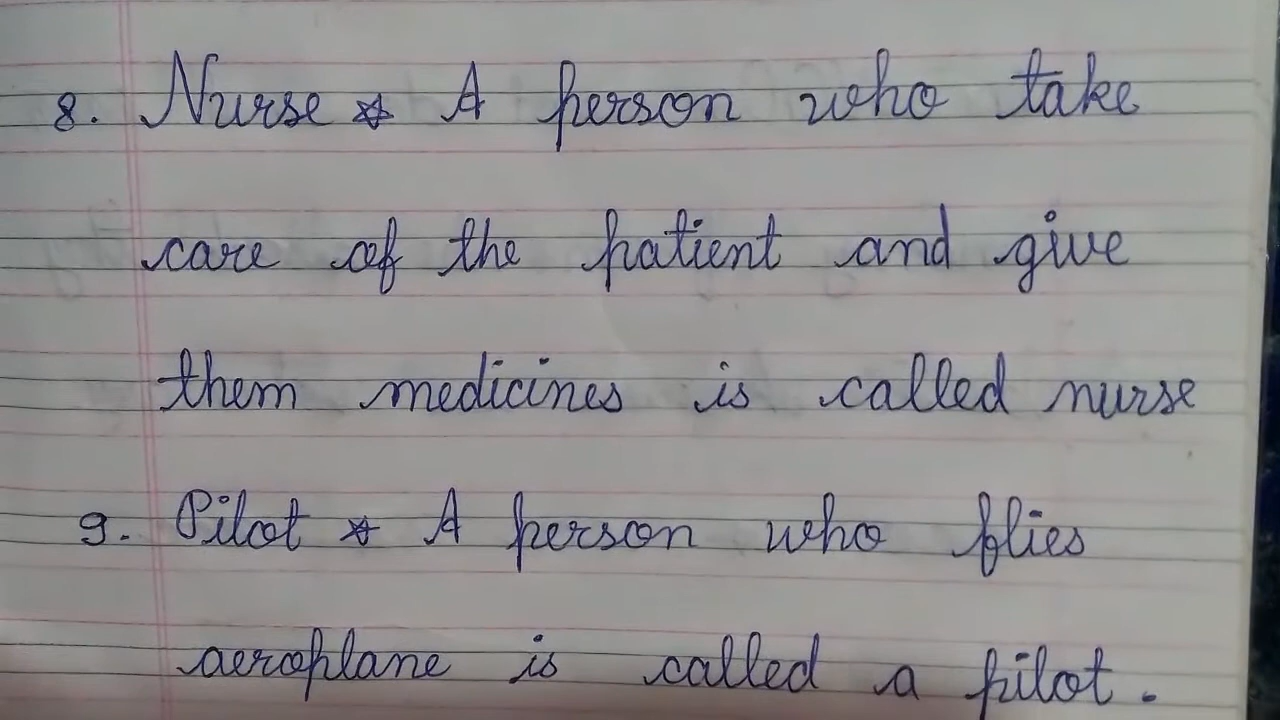 8. Nurse * A person who take
care of the patient and give
them medicines is called nurse
9. Pilot * A person who flies
aeroplane is called a pilot.